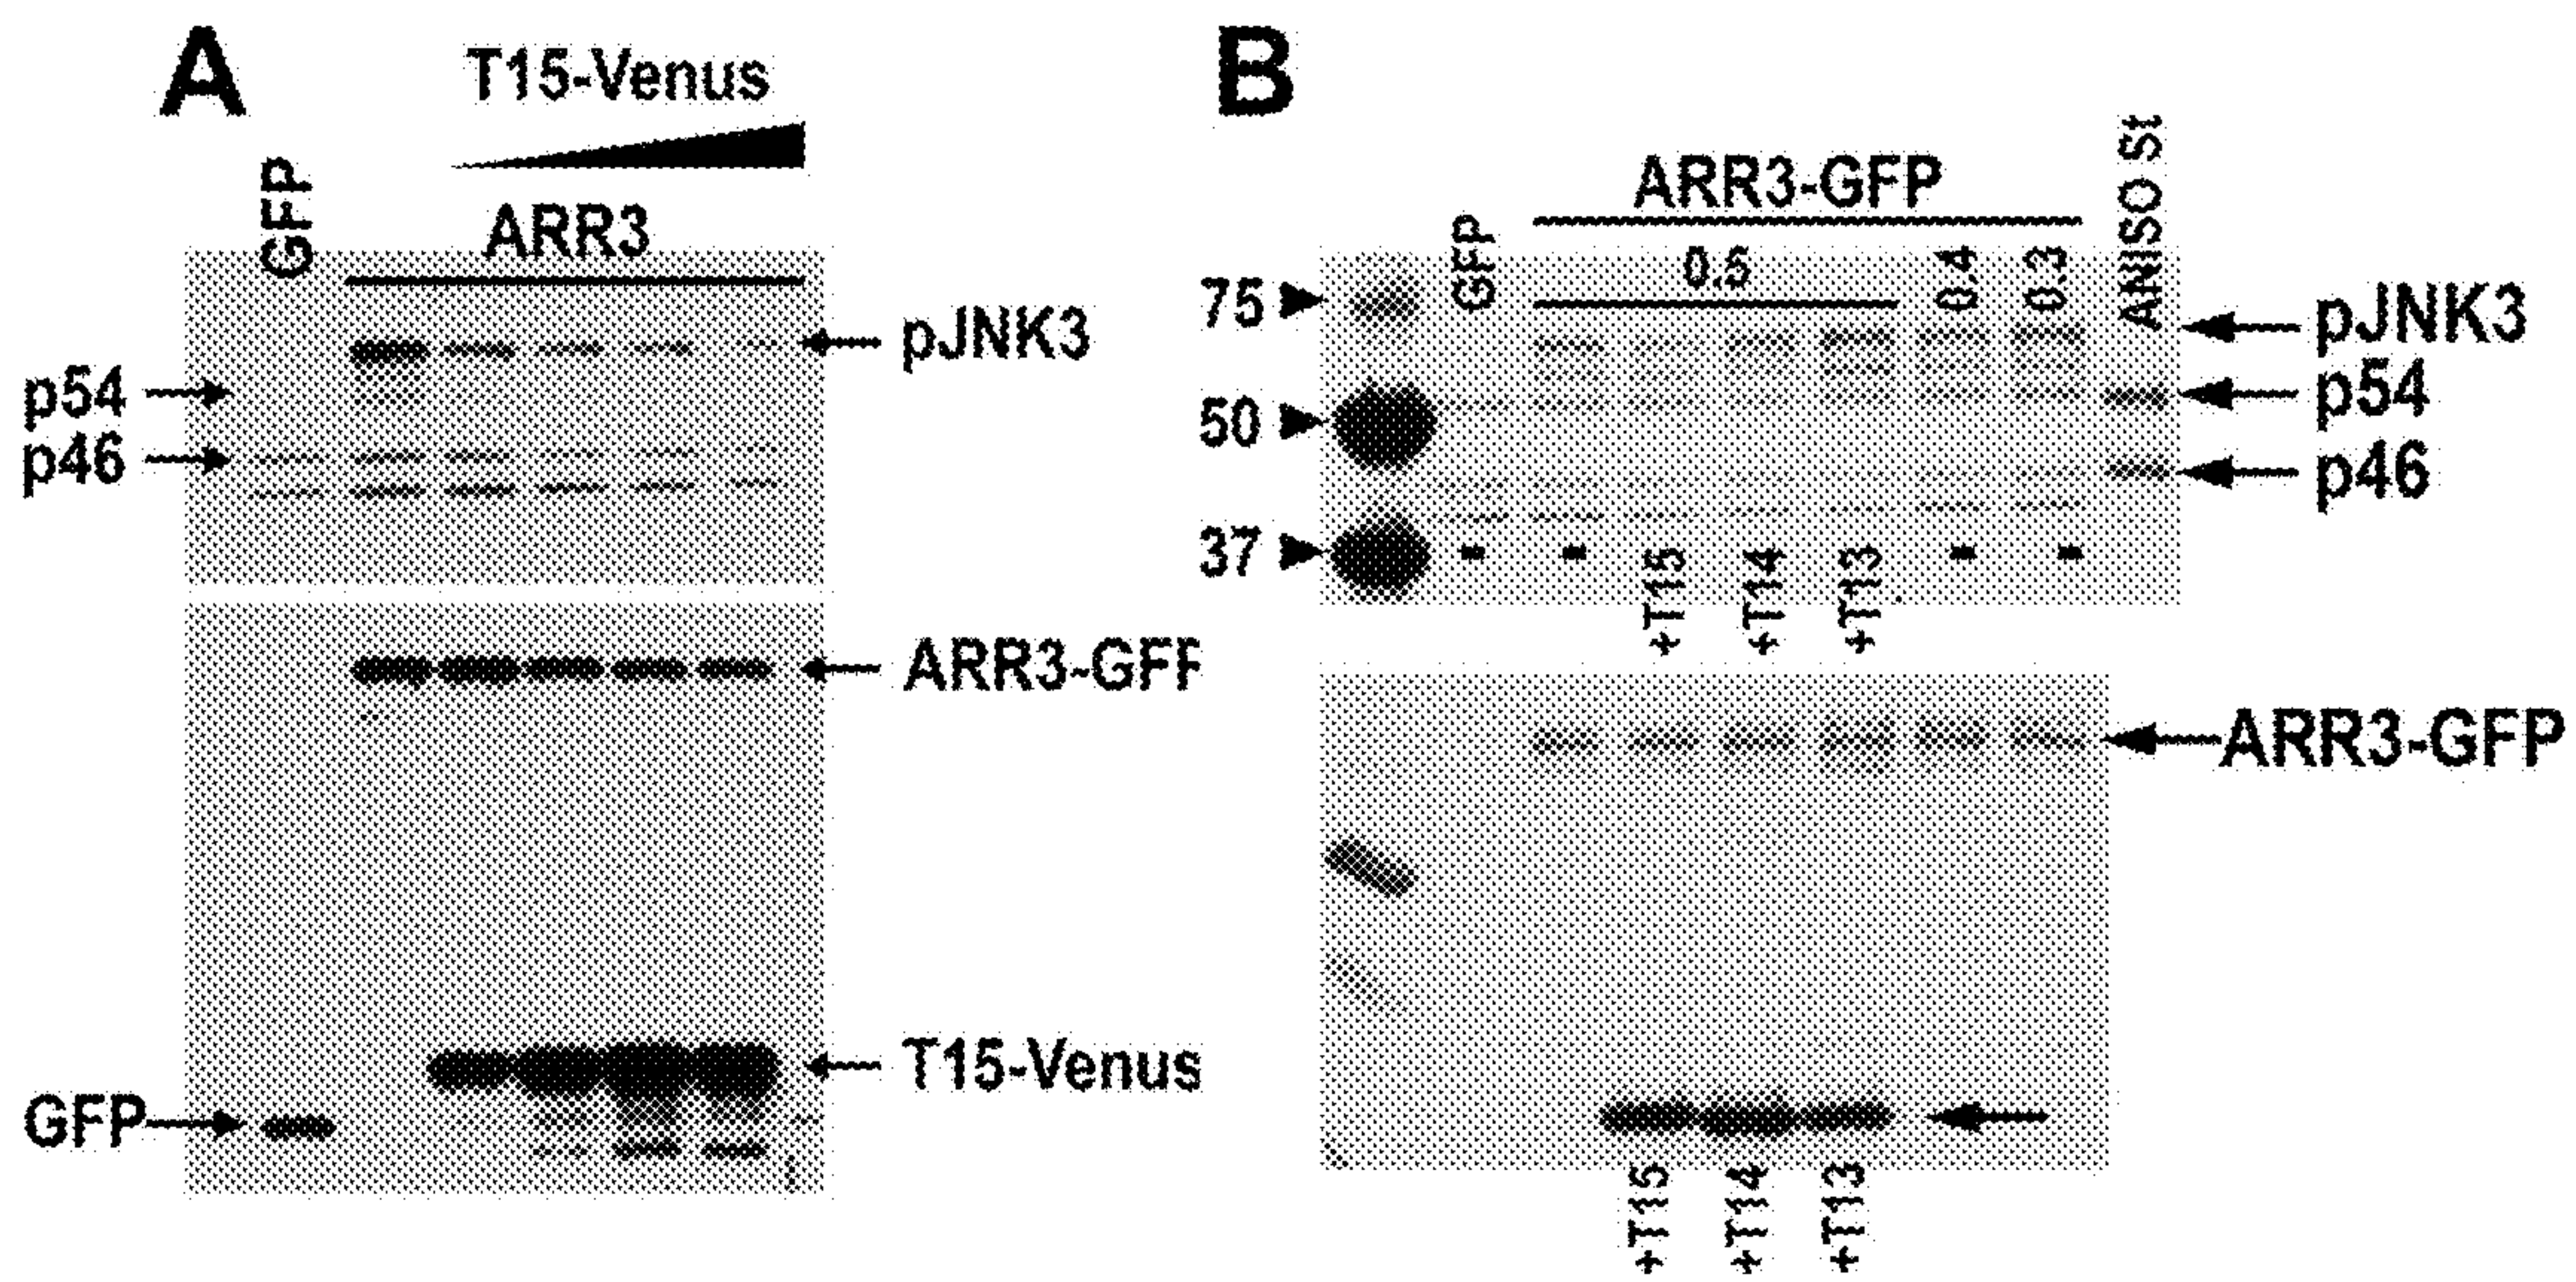 A
T15-Venus
GFP
ARR3
pJNK3
p54
p46
ARR3-GFP
T15-Venus
GFP
B
ARR3-GFP
ANISO St
GFP
0.5
0.4
0.3
75
50
37
pJNK3
p54
p46
- - +T15 +T14 +T13 - -
ARR3-GFP
+T15 +T14 +T13